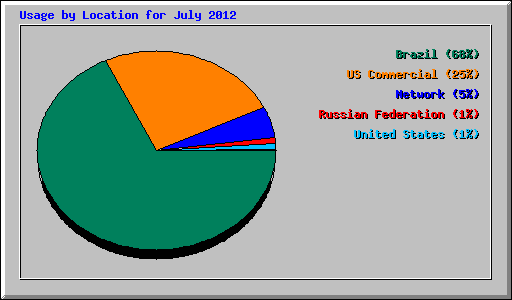 Usage by Location for July 2012
Brazil (68%)
US Commercial (25%)
Network (5%)
Russian Federation (1%)
United States (1%)